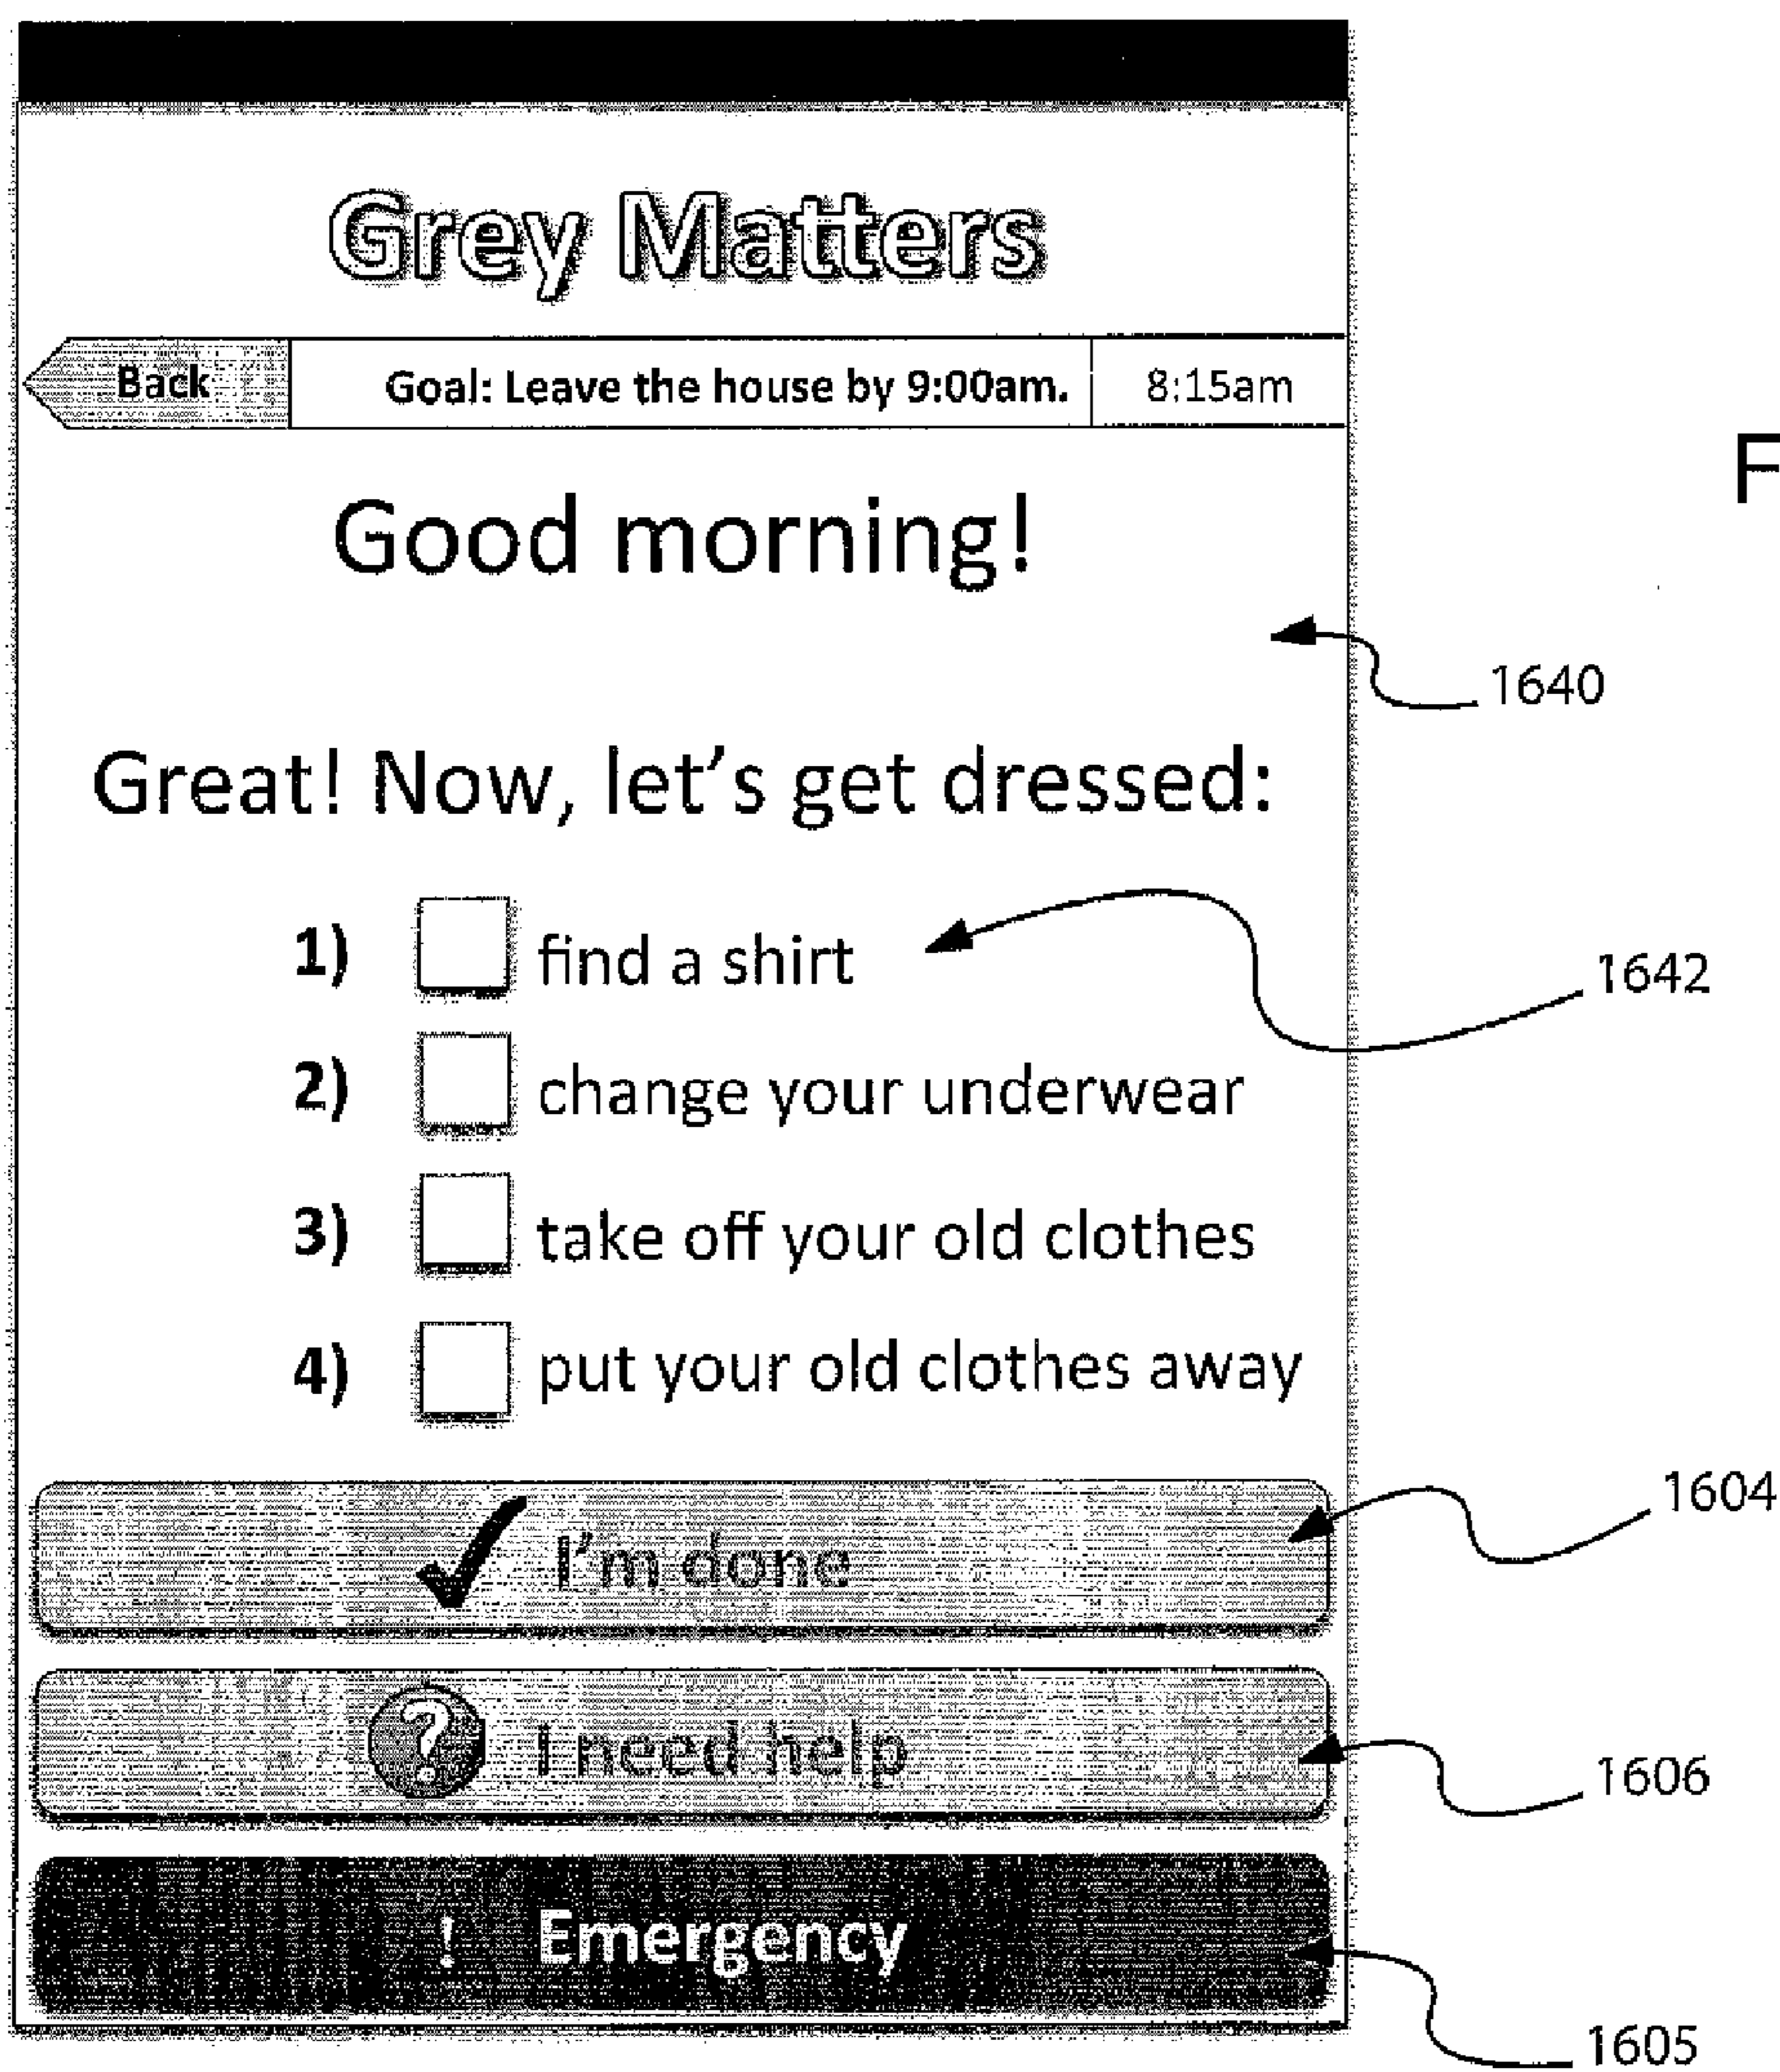 Grey Matters
Back Goal: Leave the house by 9:00am. 8:15am
F
Good morning!
1640
Great! Now, let's get dressed:
1) find a shirt
1642
2) change your underwear
3) take off your old clothes
4) put your old clothes away
1604
✓ I'm done
? I need help
1606
! Emergency
1605